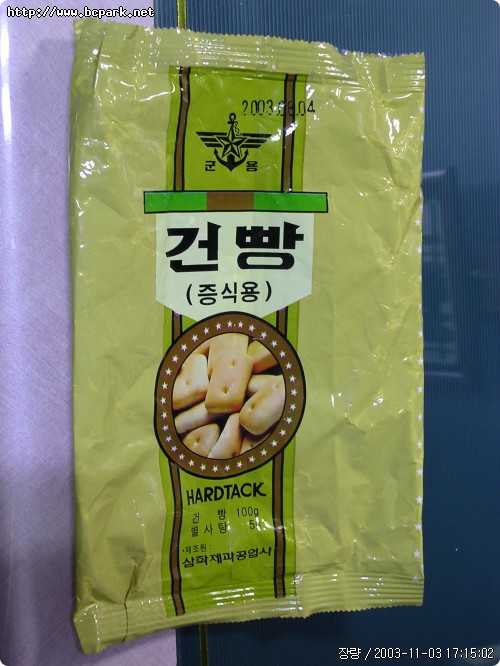 http://www.bcpark.net
2003.08.04
군 용
건빵
(증식용)
HARDTACK
건 빵 100g
별사탕
·제조원:
삼화제과공업사
장량 / 2003-11-03 17:15:02